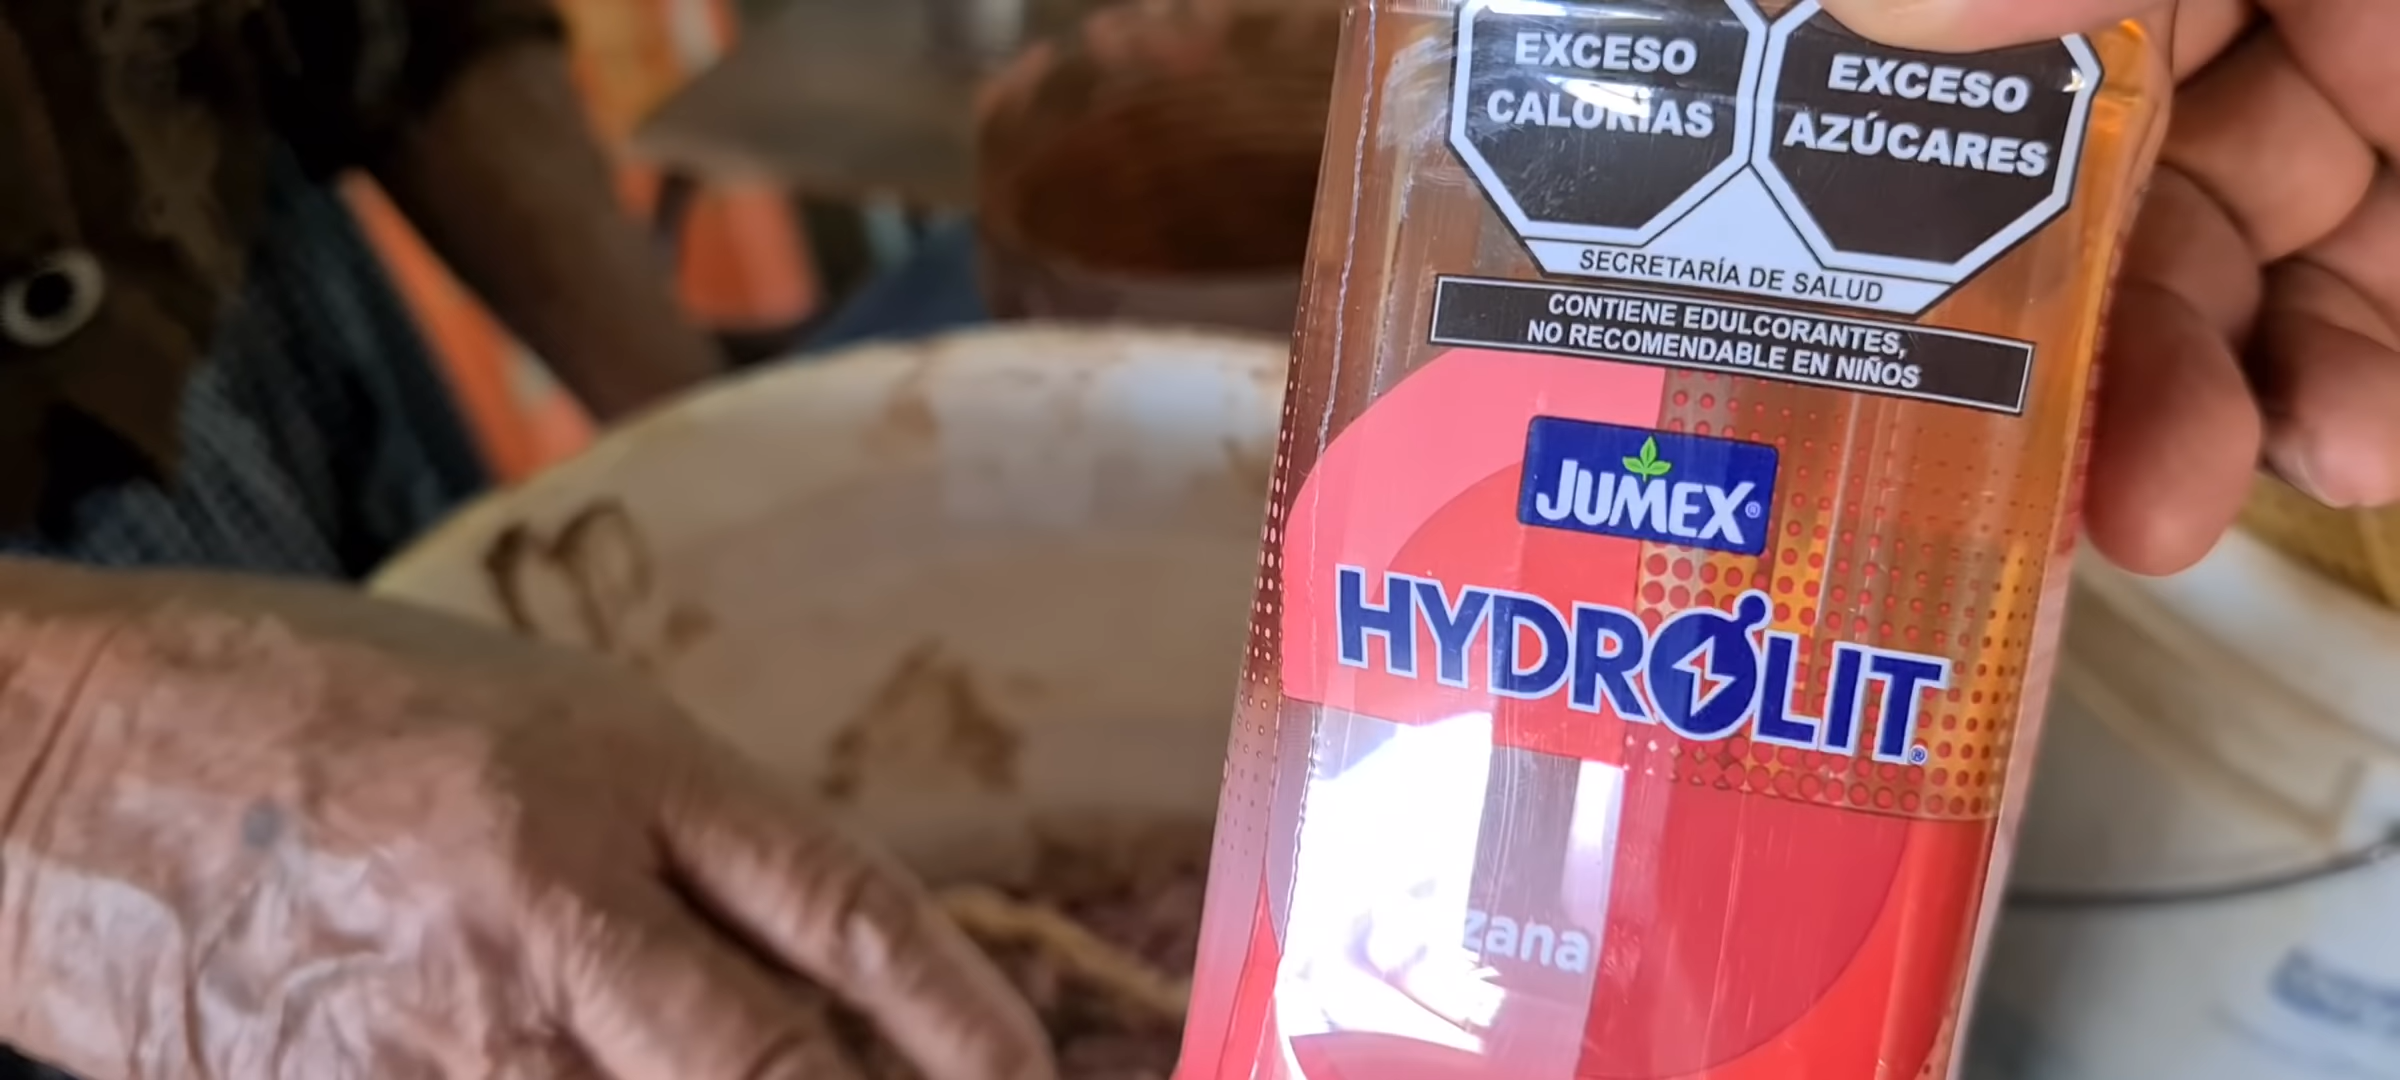 EXCESO
CALORÍAS
EXCESO
AZÚCARES
SECRETARÍA DE SALUD
CONTIENE EDULCORANTES,
NO RECOMENDABLE EN NIÑOS
JUMEX®
HYDROLIT®